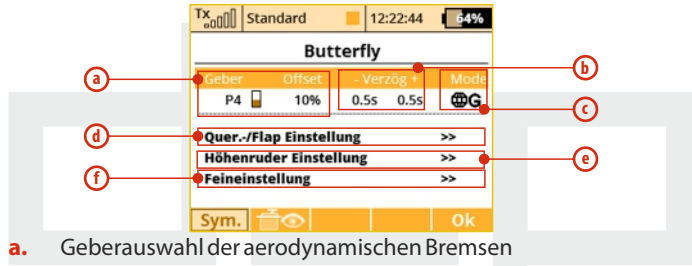 Tx Standard 12:22:44 64%
Butterfly
b
a Geber Offset - Verzög + Mode
P4 10% 0.5s 0.5s G
c
d Quer.-/Flap Einstellung >>
Höhenruder Einstellung >> e
f Feineinstellung >>
Sym. Ok
a. Geberauswahl der aerodynamischen Bremsen